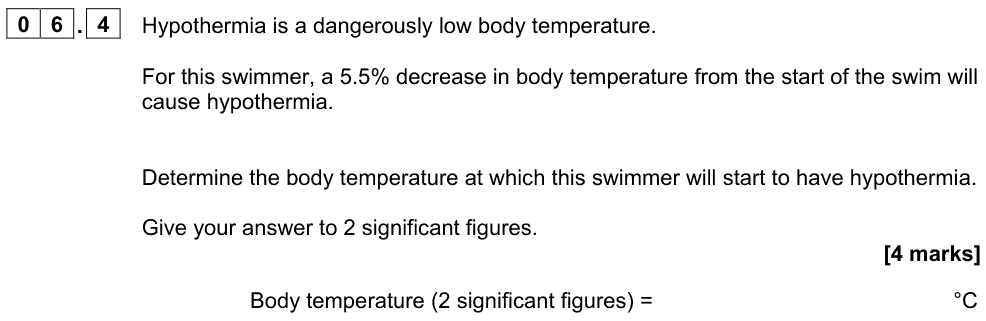 0 6 . 4 Hypothermia is a dangerously low body temperature.
For this swimmer, a 5.5% decrease in body temperature from the start of the swim will
cause hypothermia.
Determine the body temperature at which this swimmer will start to have hypothermia.
Give your answer to 2 significant figures.
[4 marks]
Body temperature (2 significant figures) = °C